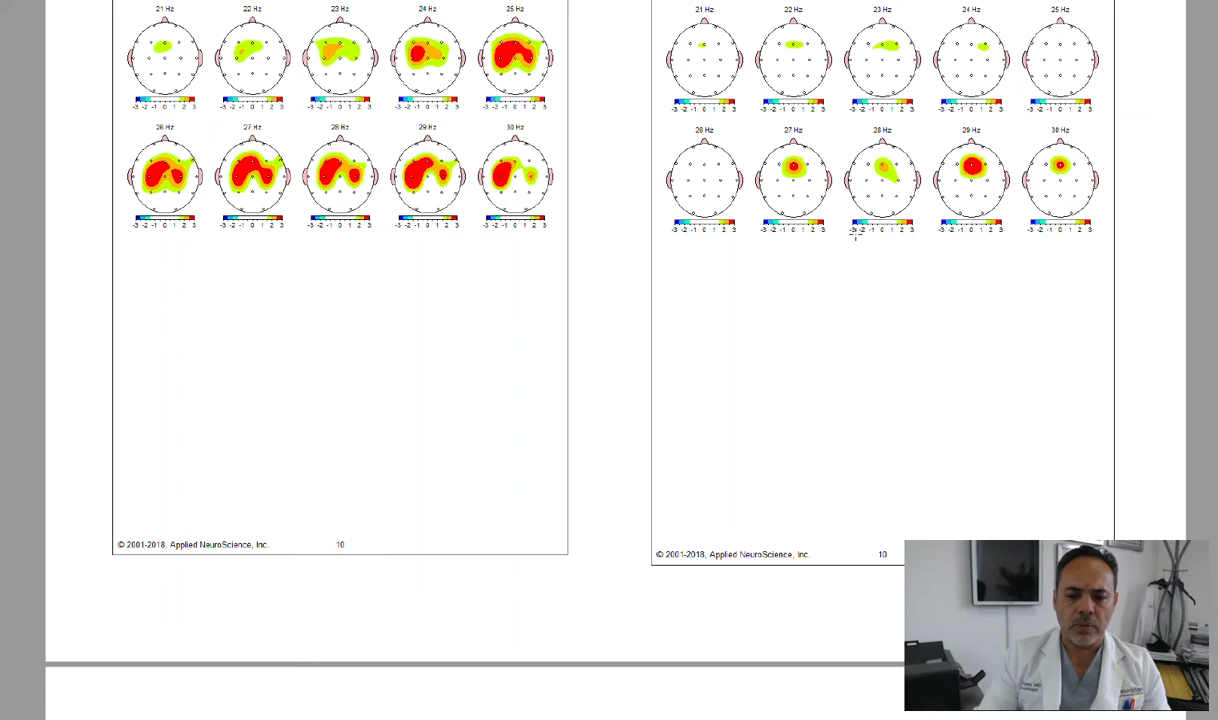 21 Hz 22 Hz 23 Hz 24 Hz 25 Hz
-3 -2 -1 0 1 2 3 -3 -2 -1 0 1 2 3 -3 -2 -1 0 1 2 3 -3 -2 -1 0 1 2 3 -3 -2 -1 0 1 2 3
26 Hz 27 Hz 28 Hz 29 Hz 30 Hz
-3 -2 -1 0 1 2 3 -3 -2 -1 0 1 2 3 -3 -2 -1 0 1 2 3 -3 -2 -1 0 1 2 3 -3 -2 -1 0 1 2 3
© 2001-2018, Applied NeuroScience, Inc. 10
21 Hz 22 Hz 23 Hz 24 Hz 25 Hz
-3 -2 -1 0 1 2 3 -3 -2 -1 0 1 2 3 -3 -2 -1 0 1 2 3 -3 -2 -1 0 1 2 3 -3 -2 -1 0 1 2 3
26 Hz 27 Hz 28 Hz 29 Hz 30 Hz
-3 -2 -1 0 1 2 3 -3 -2 -1 0 1 2 3 -3 -2 -1 0 1 2 3 -3 -2 -1 0 1 2 3 -3 -2 -1 0 1 2 3
© 2001-2018, Applied NeuroScience, Inc. 10